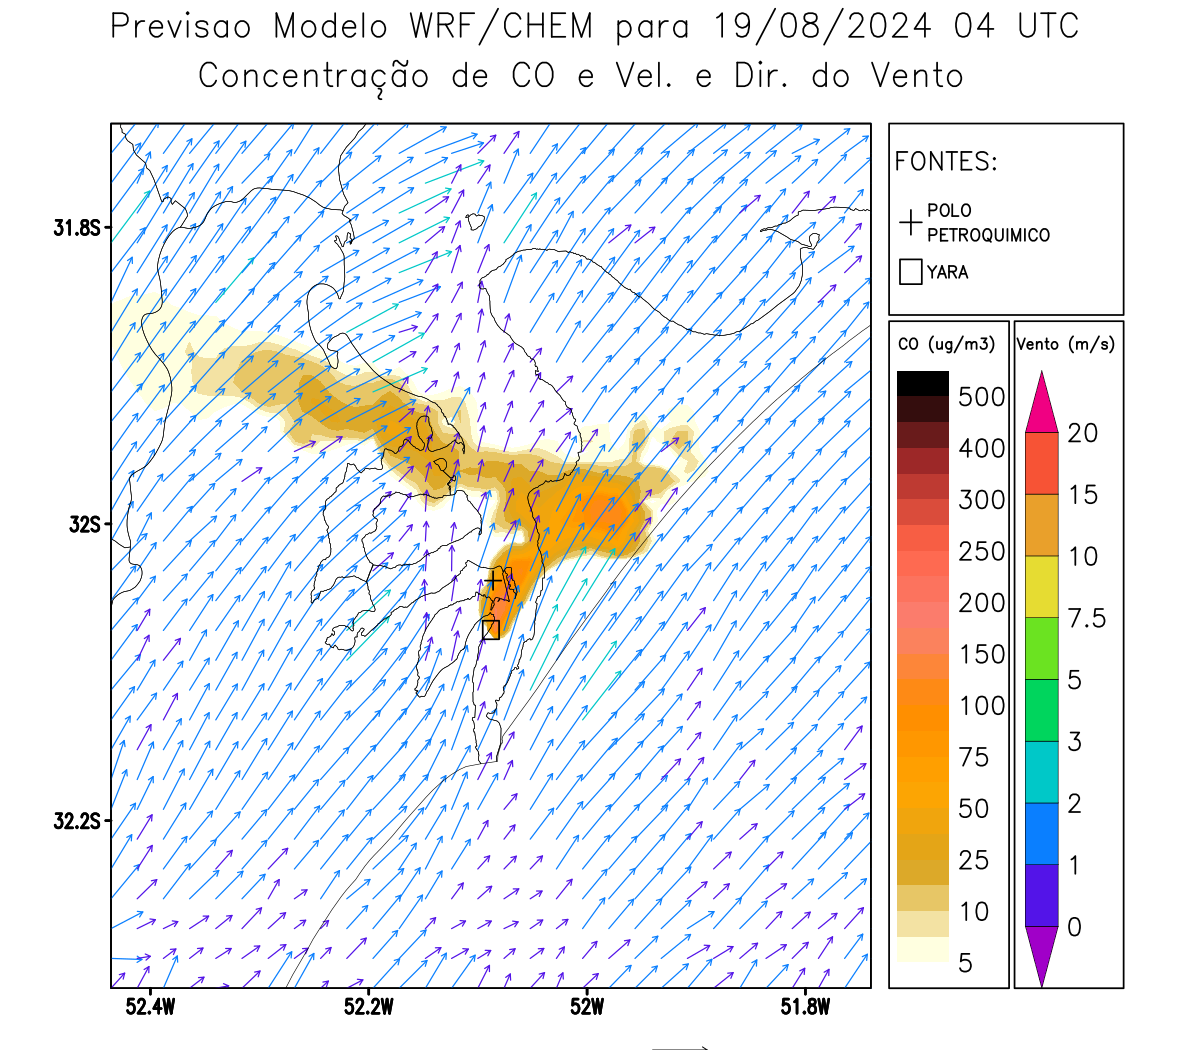 Previsao Modelo WRF/CHEM para 19/08/2024 04 UTC
Concentração de CO e Vel. e Dir. do Vento
FONTES:
POLO
PETROQUIMICO
YARA
31.8S
32S
32.2S
52.4W
52.2W
52W
51.8W
CO (ug/m3)
500
400
300
250
200
150
100
75
50
25
10
5
Vento (m/s)
20
15
10
7.5
5
3
2
1
0